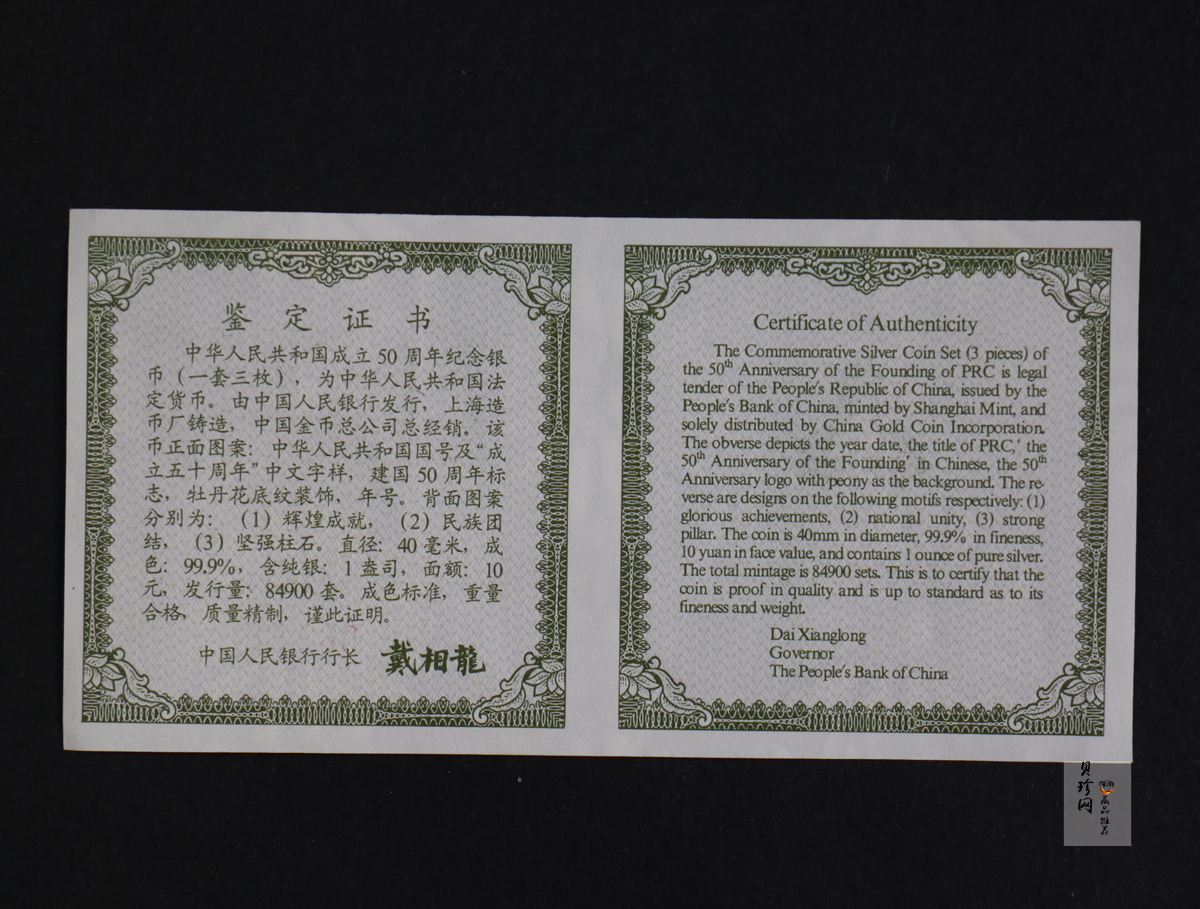 鉴定证书
中华人民共和国成立50周年纪念银
币（一套三枚），为中华人民共和国法
定货币。由中国人民银行发行，上海造
币厂铸造，中国金币总公司总经销。该
币正面图案：中华人民共和国国号及“成
立五十周年”中文字样，建国50周年标
志，牡丹花底纹装饰，年号。背面图案
分别为：（1）辉煌成就，（2）民族团
结，（3）坚强柱石。直径：40毫米，成
色：99.9%，含纯银：1盎司，面额：10
元，发行量：84900套。成色标准，重量
合格，质量精制，谨此证明。
中国人民银行行长 戴相龍
Certificate of Authenticity
The Commemorative Silver Coin Set (3 pieces) of
the 50th Anniversary of the Founding of PRC is legal
tender of the People's Republic of China, issued by the
People's Bank of China, minted by Shanghai Mint, and
solely distributed by China Gold Coin Incorporation.
The obverse depicts the year date, the title of PRC,‘ the
50th Anniversary of the Founding’ in Chinese, the 50th
Anniversary logo with peony as the background. The re-
verse are designs on the following motifs respectively: (1)
glorious achievements, (2) national unity, (3) strong
pillar. The coin is 40mm in diameter, 99.9% in fineness,
10 yuan in face value, and contains 1 ounce of pure silver.
The total mintage is 84900 sets. This is to certify that the
coin is proof in quality and is up to standard as to its
fineness and weight.
Dai Xianglong
Governor
The People's Bank of China
贝珍网
藏品推荐